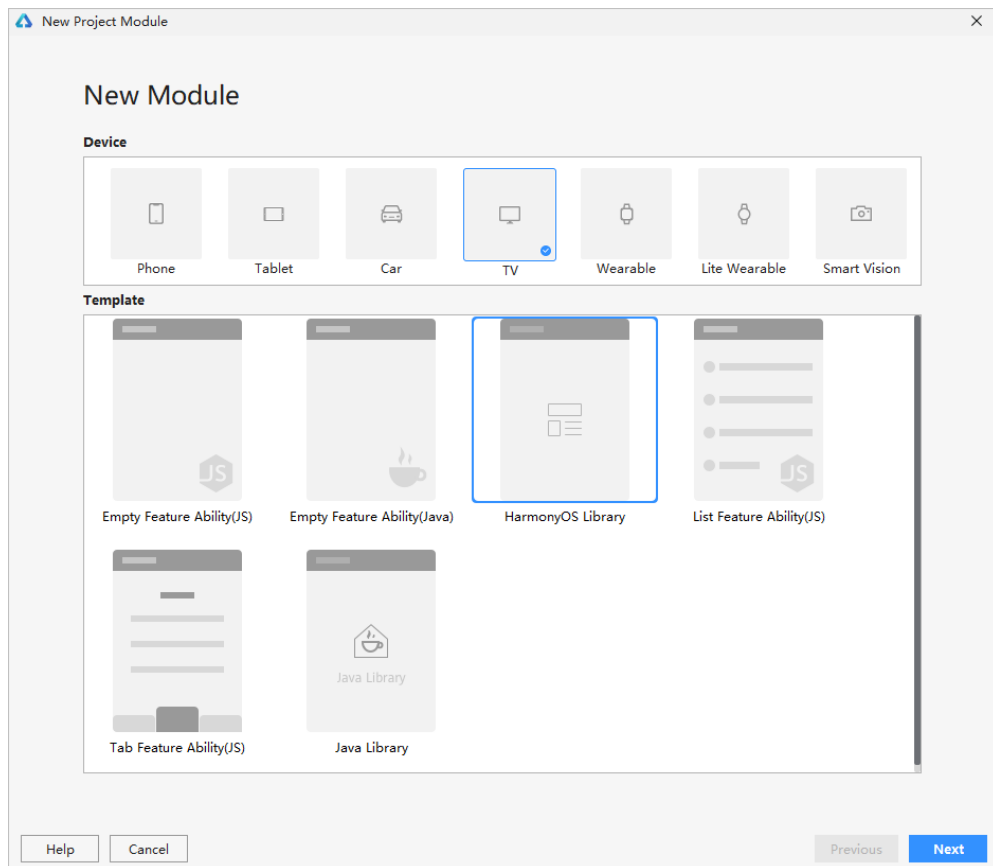 New Project Module
New Module
Device
Phone
Tablet
Car
TV
Wearable
Lite Wearable
Smart Vision
Template
JS
JS
Empty Feature Ability(JS)
Empty Feature Ability(Java)
HarmonyOS Library
List Feature Ability(JS)
Java Library
Tab Feature Ability(JS)
Java Library
Help
Cancel
Previous
Next